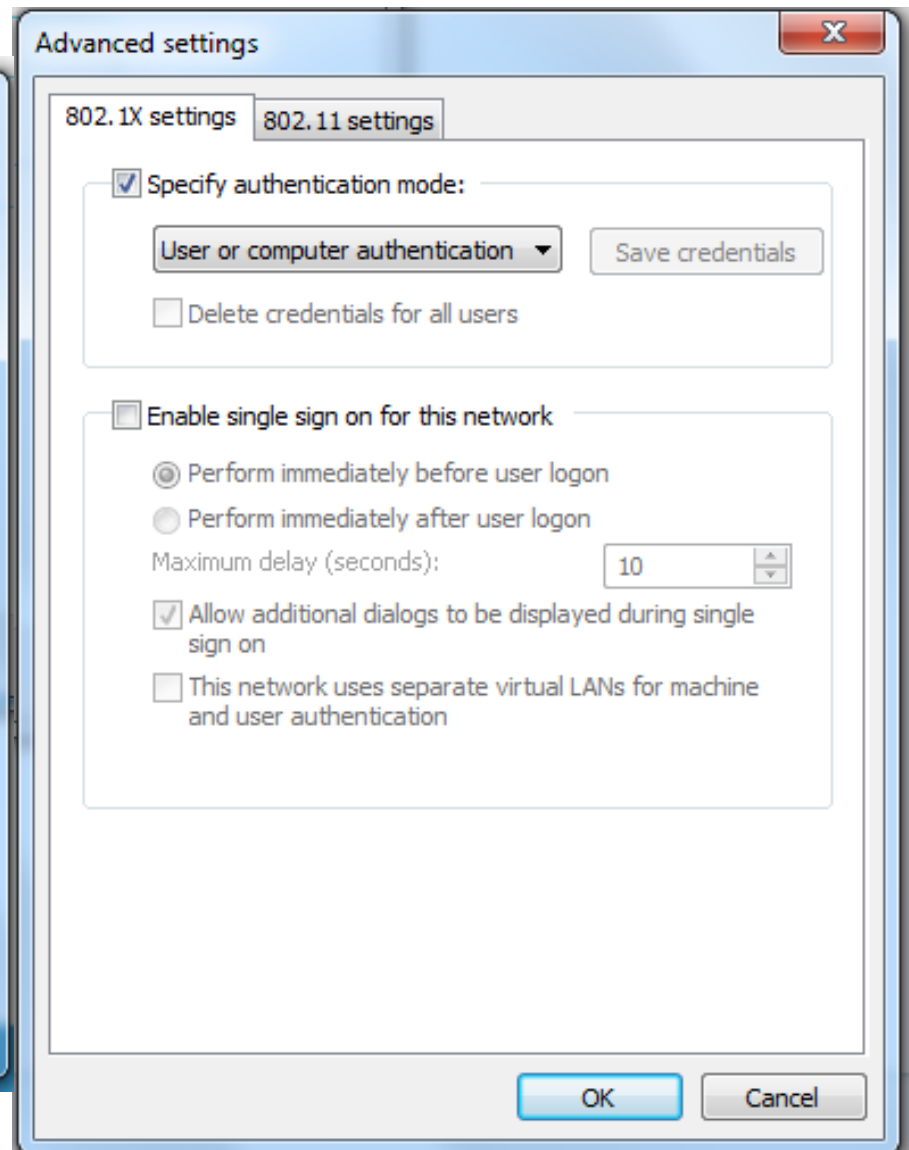 Advanced settings
802.1X settings
802.11 settings
Specify authentication mode:
User or computer authentication
Save credentials
Delete credentials for all users
Enable single sign on for this network
Perform immediately before user logon
Perform immediately after user logon
Maximum delay (seconds):
10
Allow additional dialogs to be displayed during single
sign on
This network uses separate virtual LANs for machine
and user authentication
OK
Cancel